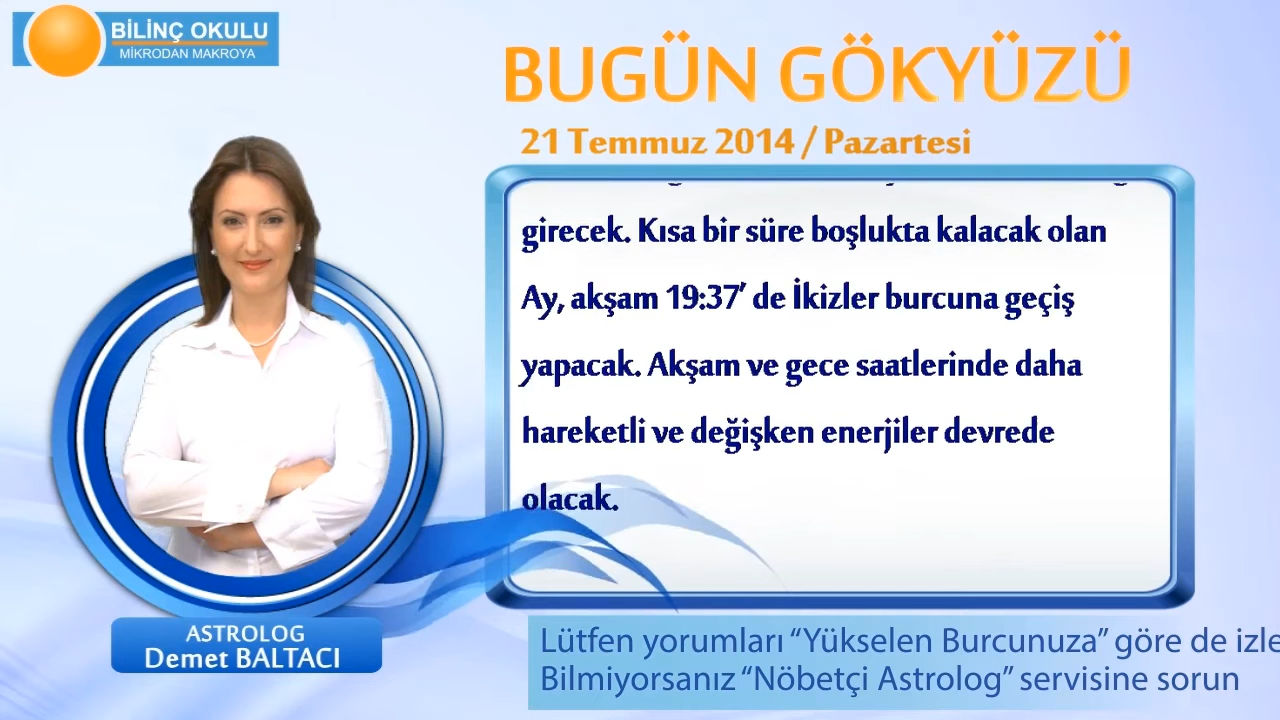 BİLİNÇ OKULU
MİKRODAN MAKROYA
BUGÜN GÖKYÜZÜ
21 Temmuz 2014 / Pazartesi
girecek. Kısa bir süre boşlukta kalacak olan
Ay, akşam 19:37’ de İkizler burcuna geçiş
yapacak. Akşam ve gece saatlerinde daha
hareketli ve değişken enerjiler devrede
olacak.
ASTROLOG
Demet BALTACI
Lütfen yorumları “Yükselen Burcunuza” göre de izle
Bilmiyorsanız “Nöbetçi Astrolog” servisine sorun